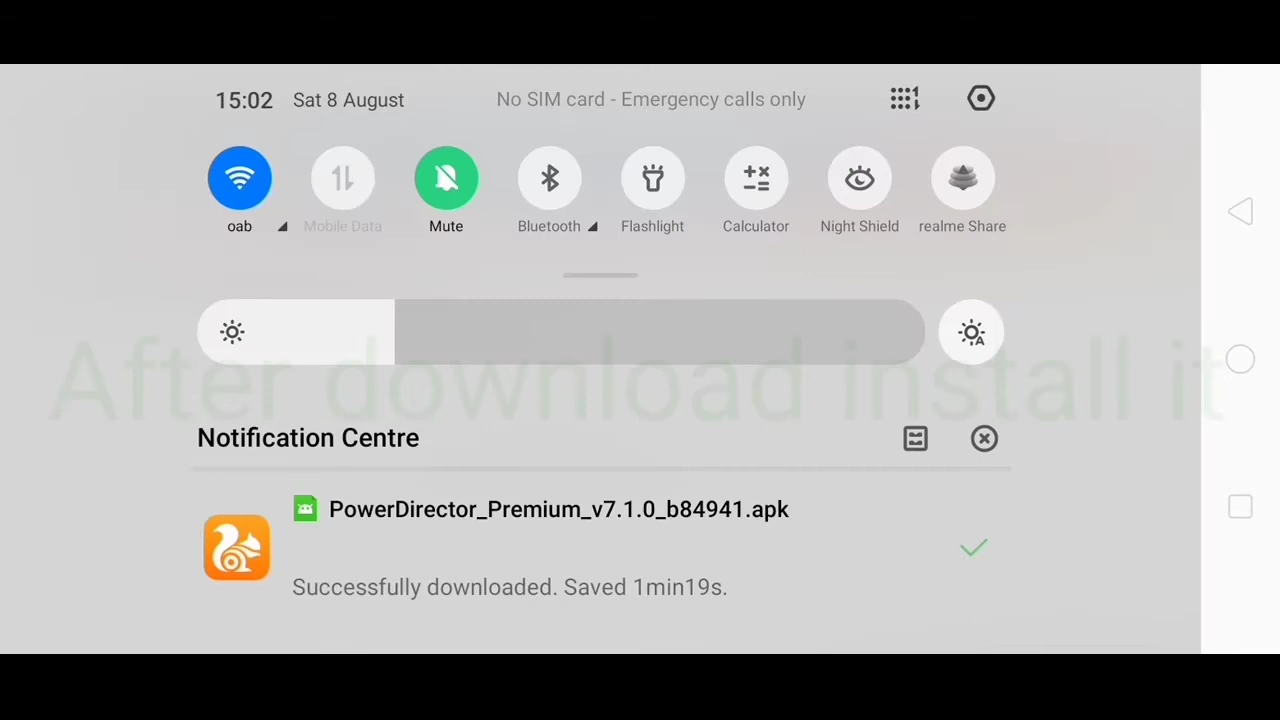 15:02 Sat 8 August No SIM card - Emergency calls only
oab Mobile Data Mute Bluetooth Flashlight Calculator Night Shield realme Share
After download install it
Notification Centre
PowerDirector_Premium_v7.1.0_b84941.apk
Successfully downloaded. Saved 1min19s.